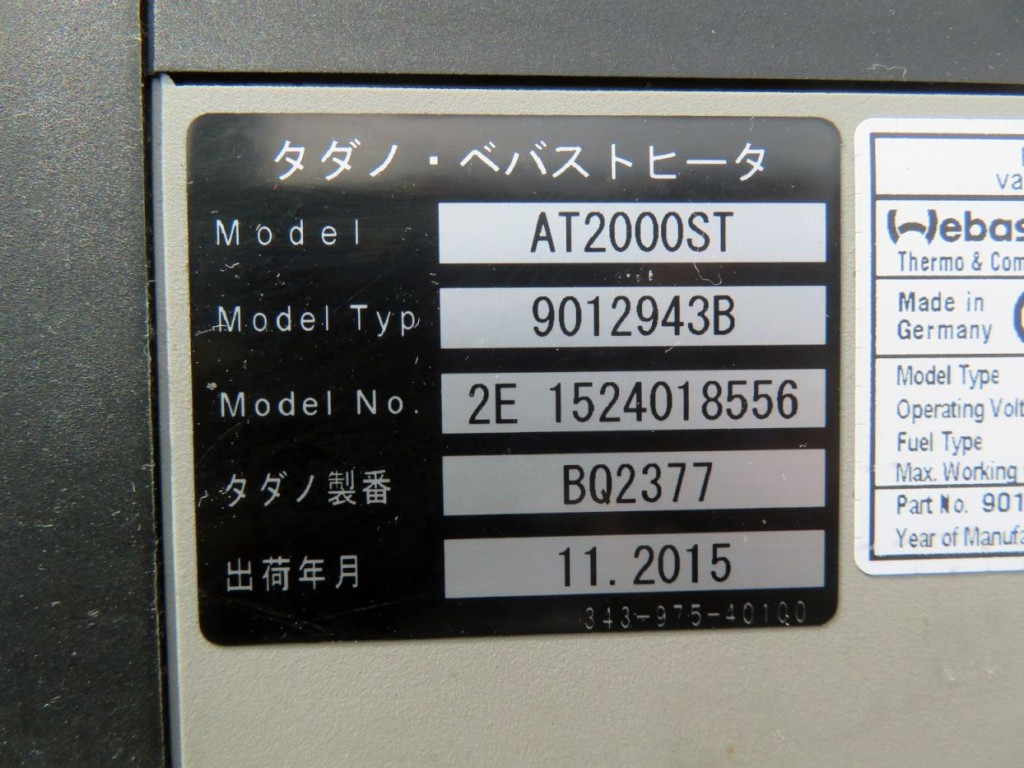 タダノ・ベバストヒータ
Model AT2000ST
Model Typ 9012943B
Model No. 2E 1524018556
タダノ製番 BQ2377
出荷年月 11.2015
343-975-40100
Thermo & Com
Made in
Germany
Model Type
Operating Volt
Fuel Type
Max. Working
Part No. 901
Year of Manufa